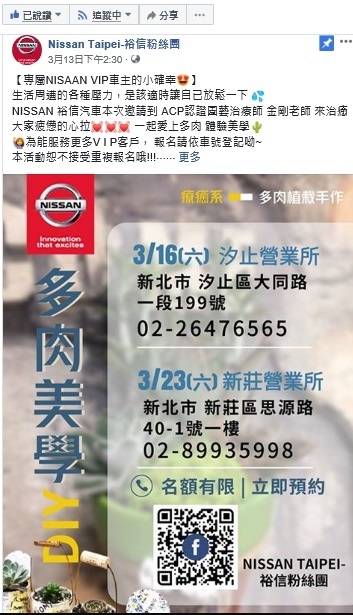 已說讚 追蹤中 分享
Nissan Taipei-裕信粉絲團
3月13日下午2:30
【專屬NISAAN VIP車主的小確幸😍】
生活周遭的各種壓力，是該適時讓自已放鬆一下 💦
NISSAN 裕信汽車本次邀請到 ACP認證園藝治療師 金剛老師 來治癒
大家疲憊的心拉💓💓💓 一起愛上多肉 體驗美學🌵
🙋為能服務更多V I P客戶， 報名請依車號登記呦~
本活動恕不接受重複報名哦!!!⋯⋯ 更多
NISSAN
Innovation
that excites
療癒系 多肉植栽手作
多肉美學DIY
3/16(六) 汐止營業所
新北市 汐止區大同路
一段199號
02-26476565
3/23(六) 新莊營業所
新北市 新莊區思源路
40-1號一樓
02-89935998
名額有限 | 立即預約
NISSAN TAIPEI-
裕信粉絲團